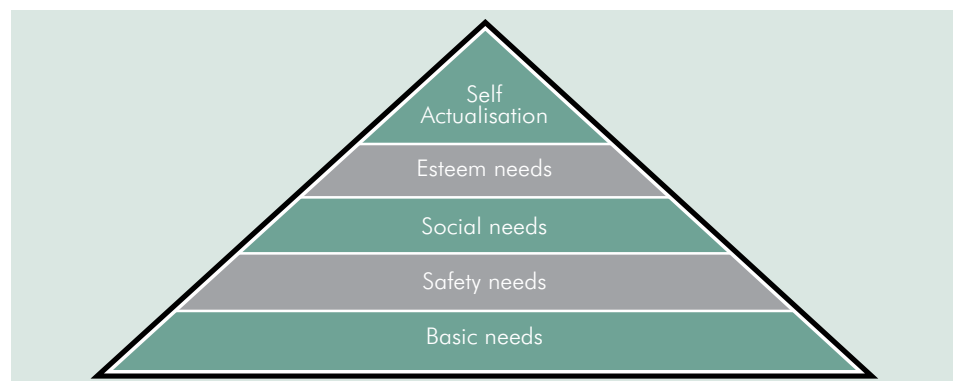 Self
Actualisation
Esteem needs
Social needs
Safety needs
Basic needs